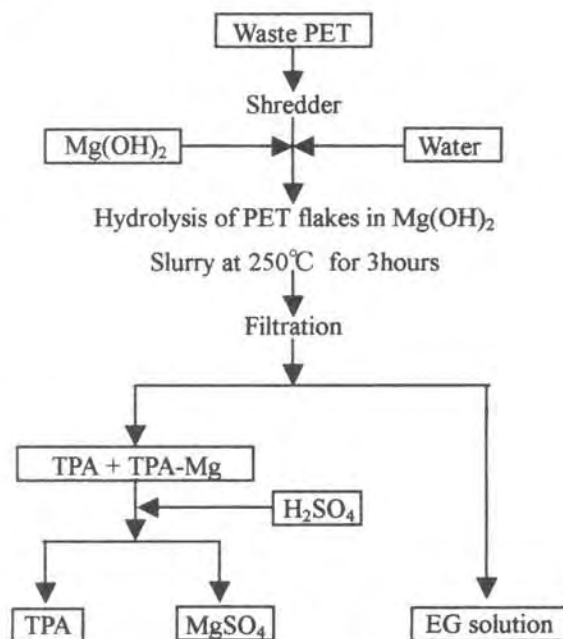 Waste PET
Shredder
Mg(OH)₂
Water
Hydrolysis of PET flakes in Mg(OH)₂
Slurry at 250℃ for 3hours
Filtration
TPA + TPA-Mg
H₂SO₄
TPA
MgSO₄
EG solution